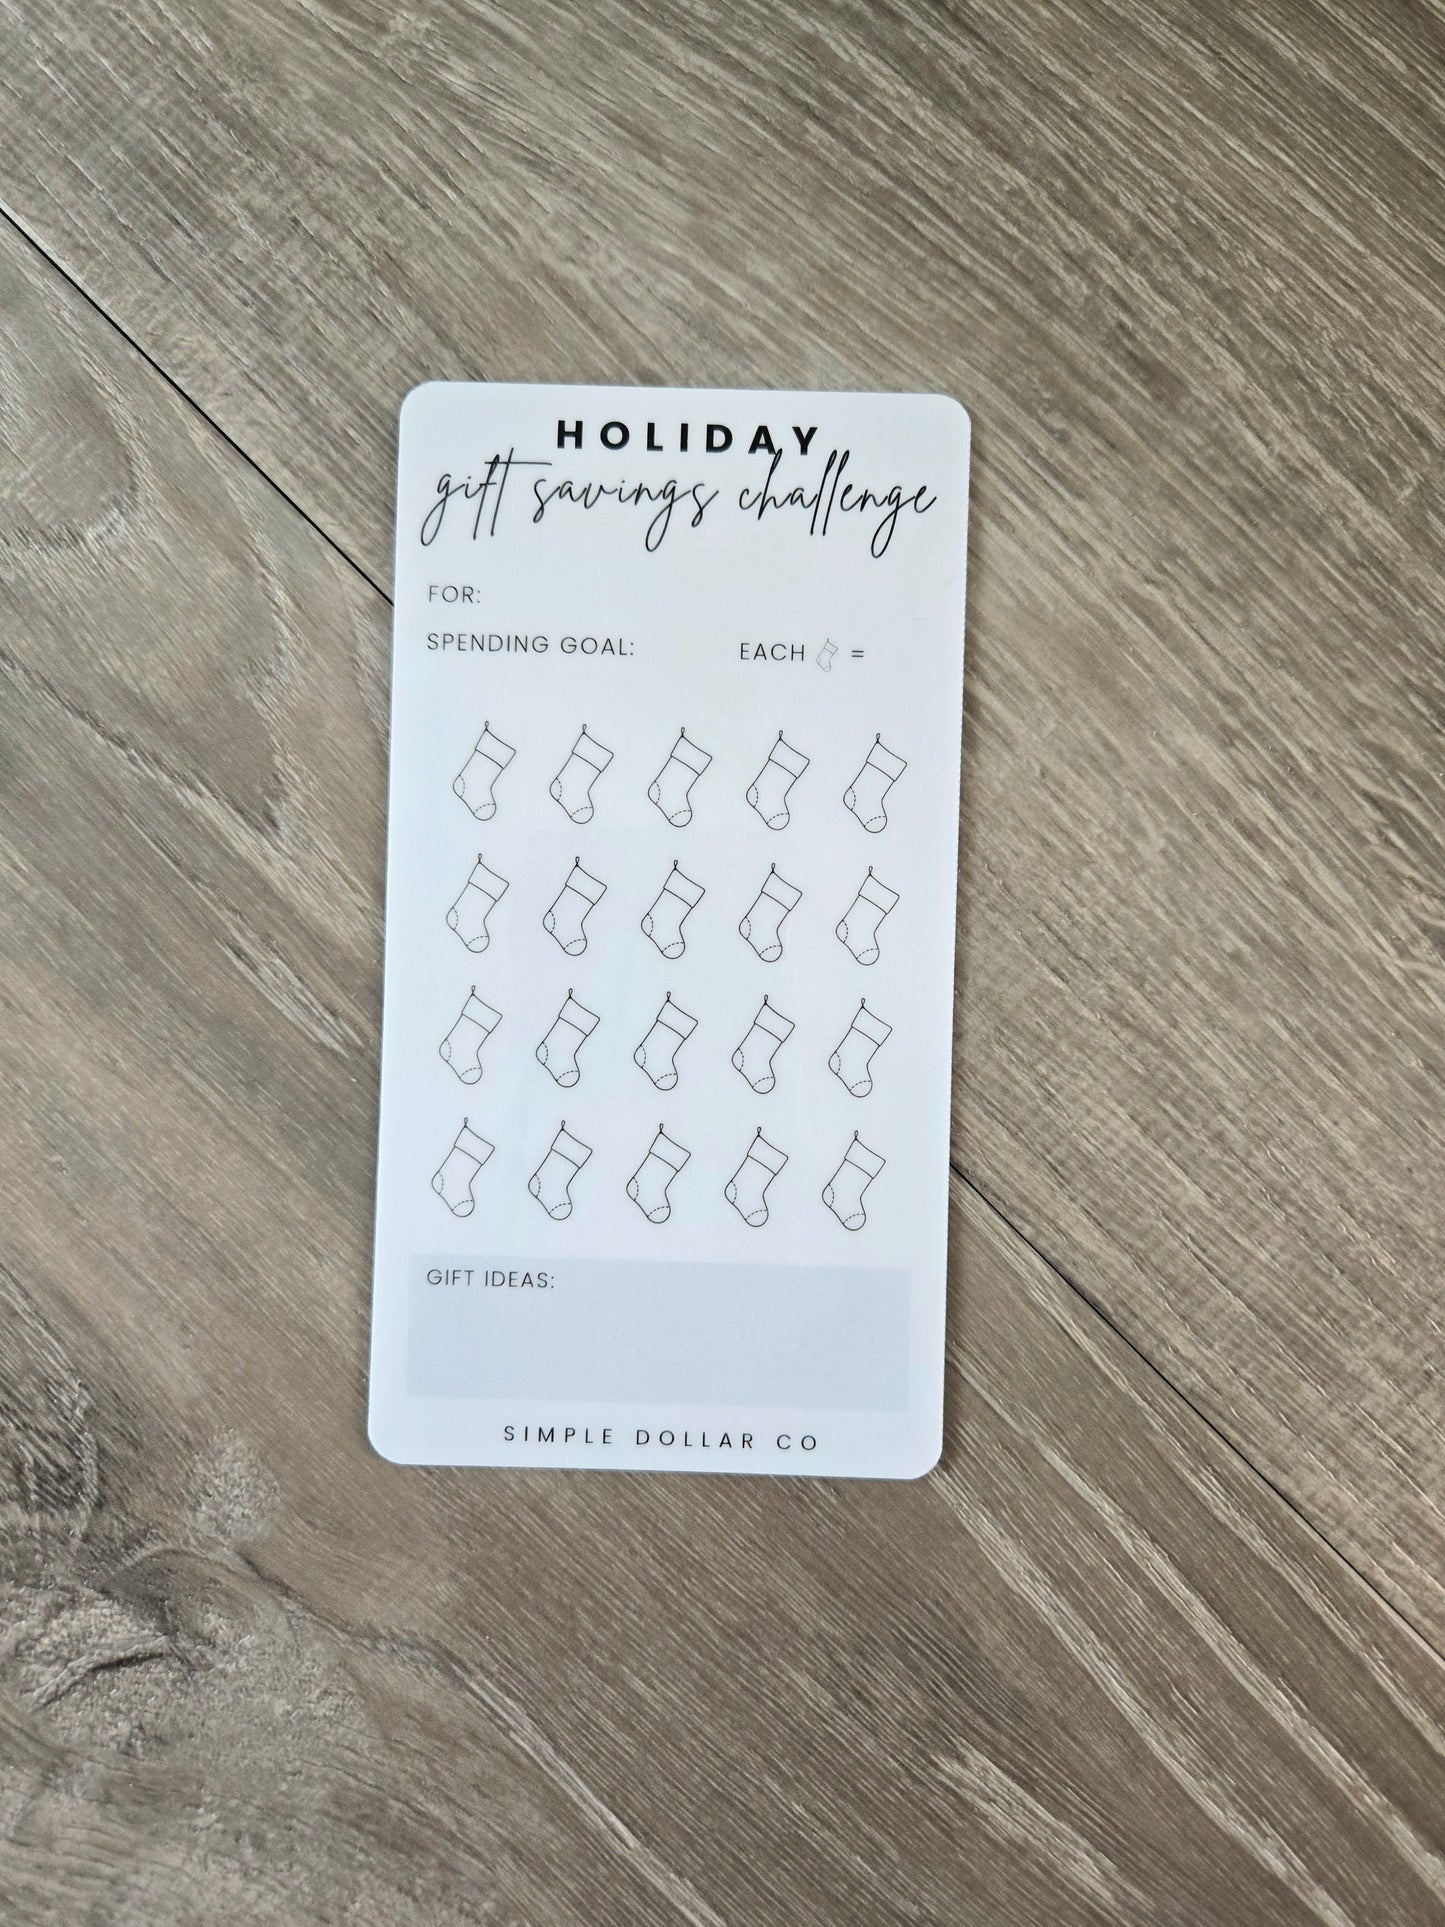 HOLIDAY
gift savings challenge
FOR:
SPENDING GOAL: EACH =
GIFT IDEAS:
SIMPLE DOLLAR CO